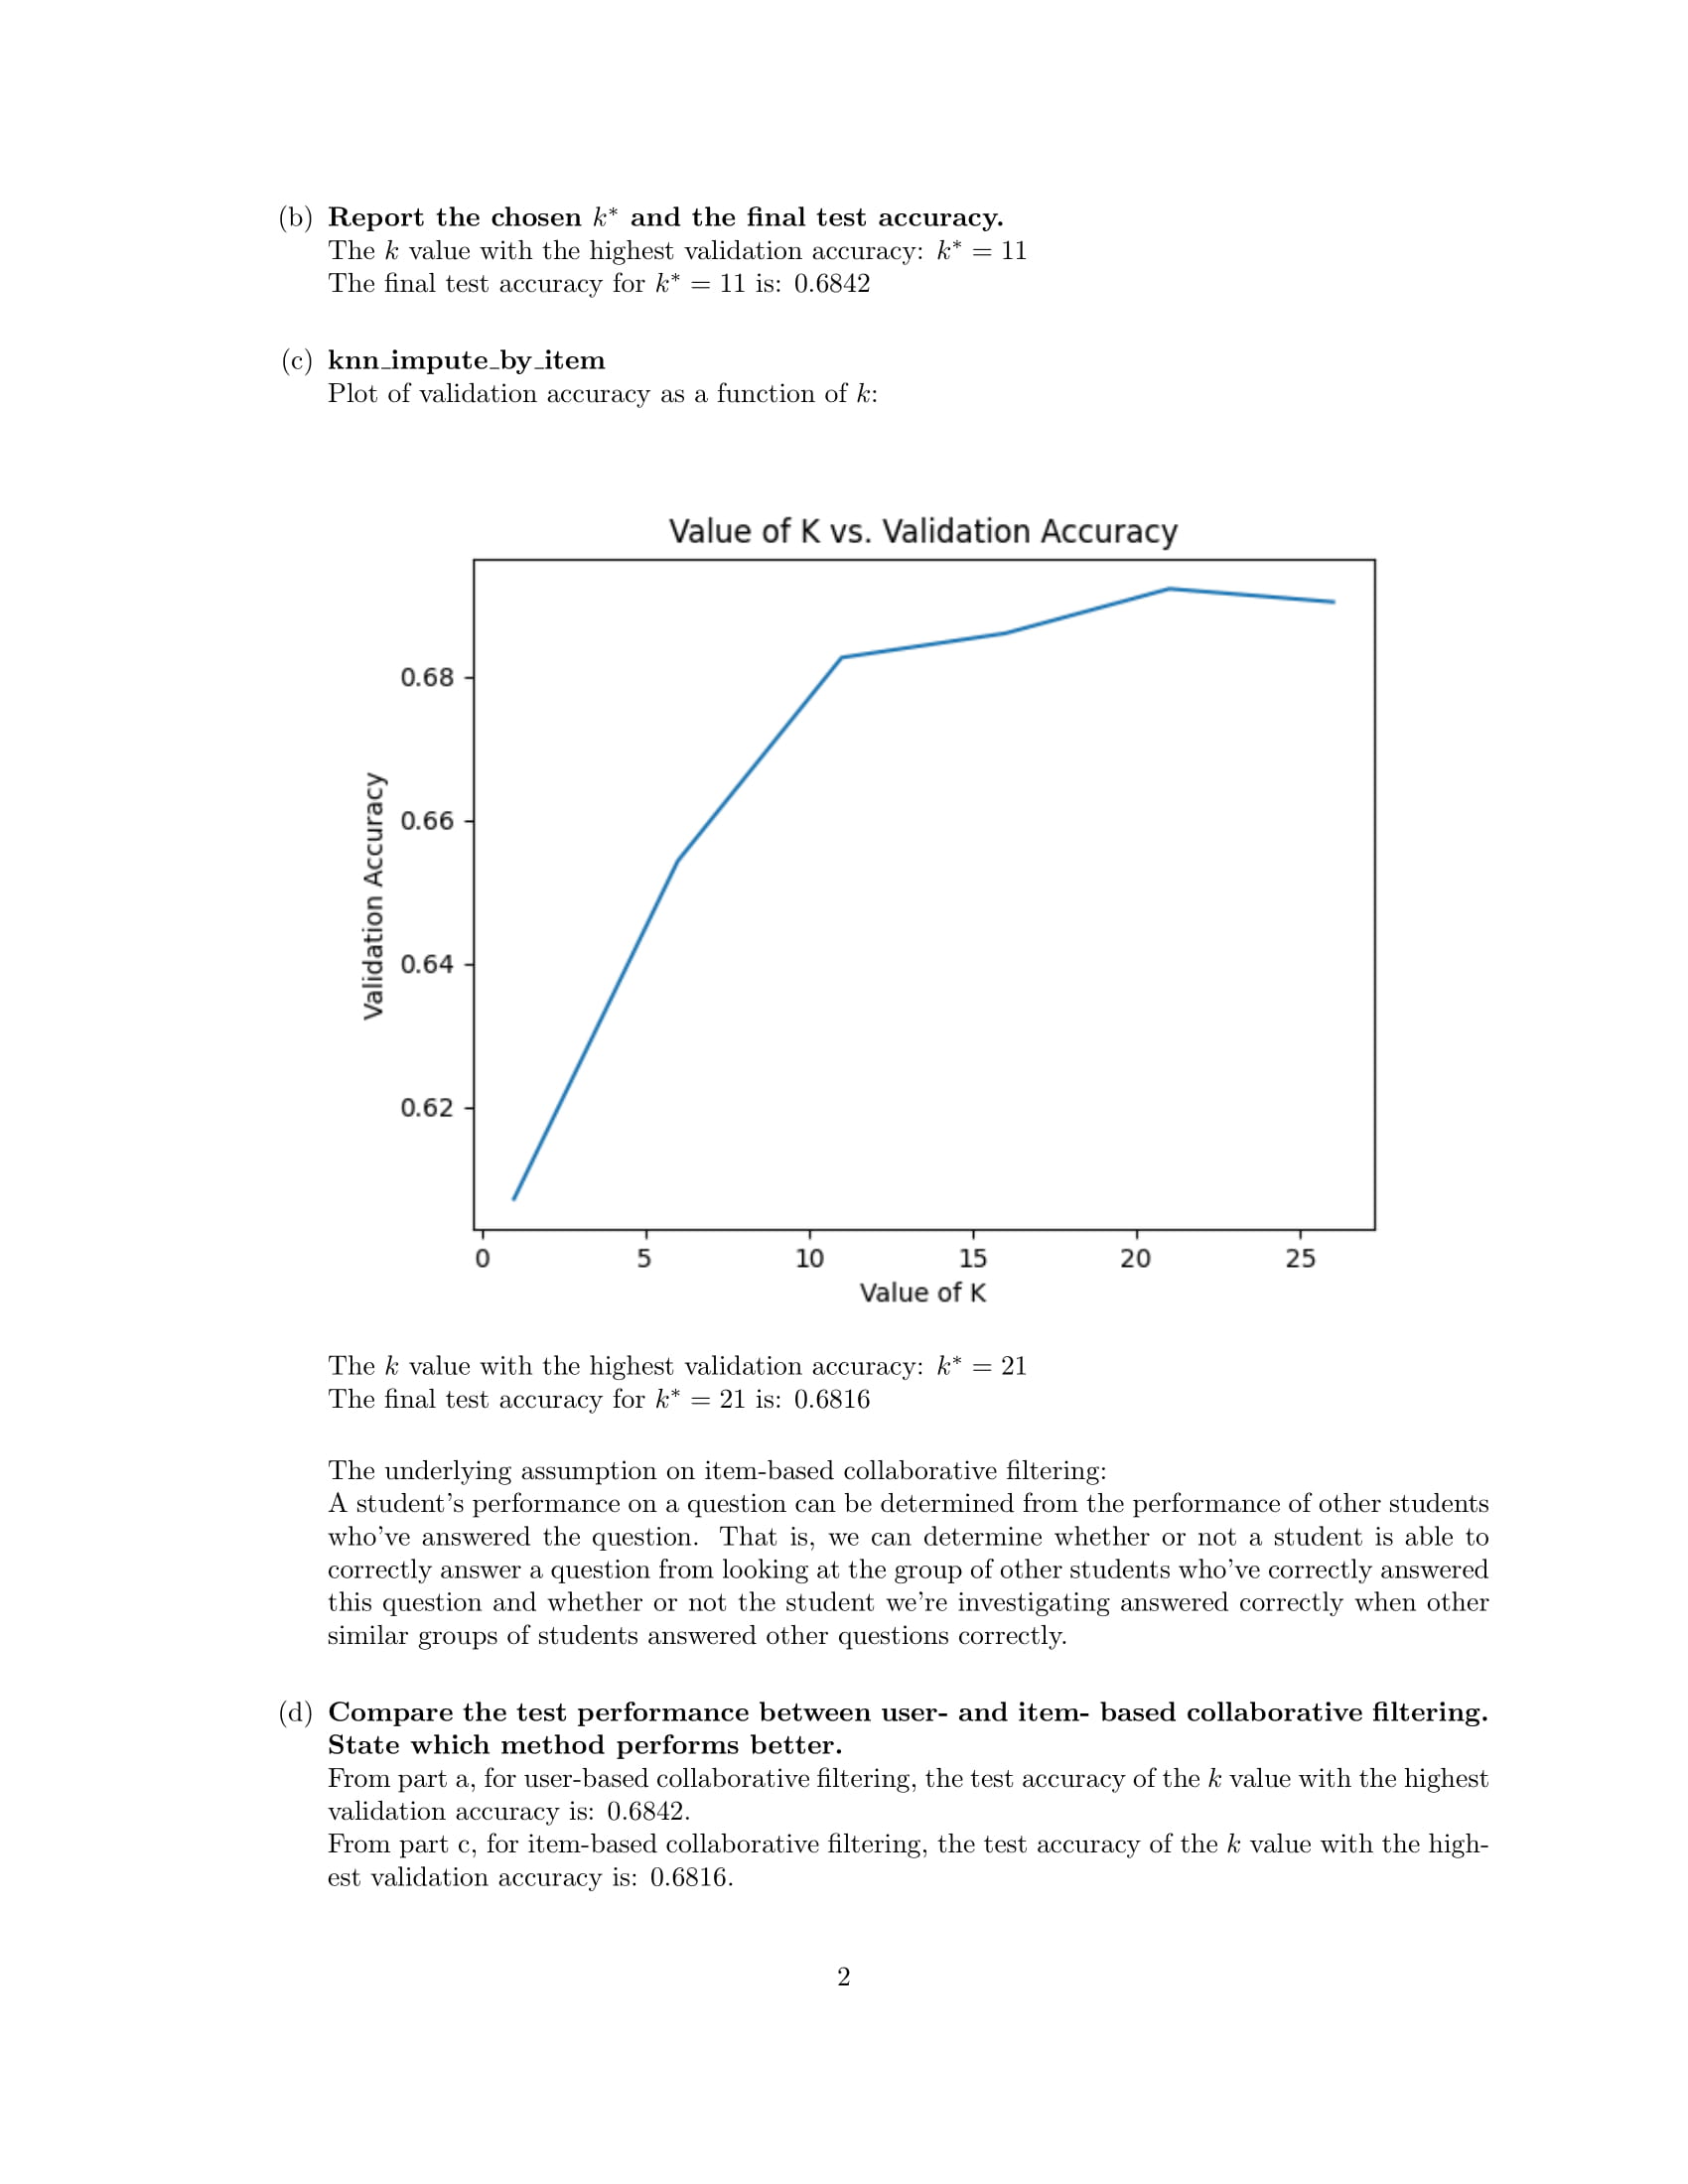 (b) Report the chosen k* and the final test accuracy.
The k value with the highest validation accuracy: k* = 11
The final test accuracy for k* = 11 is: 0.6842
(c) knn_impute_by_item
Plot of validation accuracy as a function of k:
Value of K vs. Validation Accuracy
Validation Accuracy
0.68
0.66
0.64
0.62
0 5 10 15 20 25
Value of K
The k value with the highest validation accuracy: k* = 21
The final test accuracy for k* = 21 is: 0.6816
The underlying assumption on item-based collaborative filtering:
A student's performance on a question can be determined from the performance of other students
who've answered the question. That is, we can determine whether or not a student is able to
correctly answer a question from looking at the group of other students who've correctly answered
this question and whether or not the student we're investigating answered correctly when other
similar groups of students answered other questions correctly.
(d) Compare the test performance between user- and item- based collaborative filtering.
State which method performs better.
From part a, for user-based collaborative filtering, the test accuracy of the k value with the highest
validation accuracy is: 0.6842.
From part c, for item-based collaborative filtering, the test accuracy of the k value with the high-
est validation accuracy is: 0.6816.
2